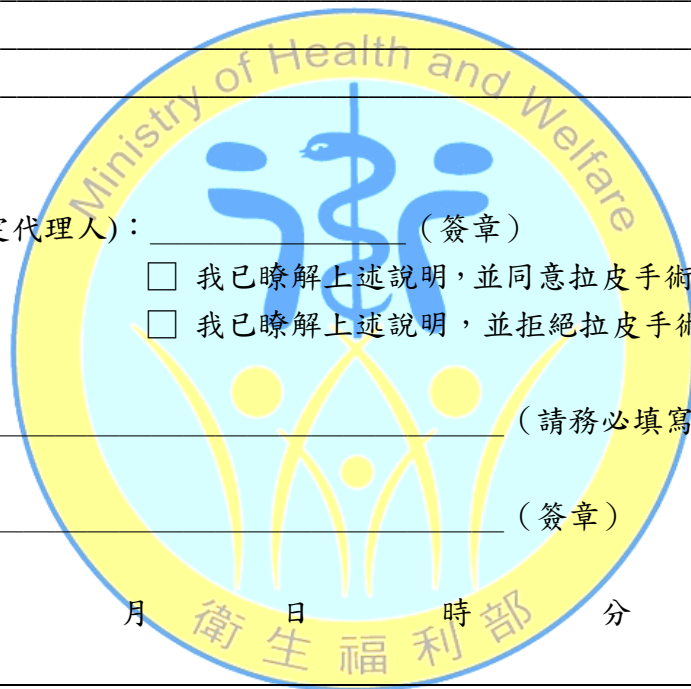 Ministry of Health and Welfare
定代理人)：（簽章）
□ 我已瞭解上述說明，並同意拉皮手術
□ 我已瞭解上述說明，並拒絕拉皮手術
（請務必填寫
（簽章）
月 日 時 分
衛生福利部